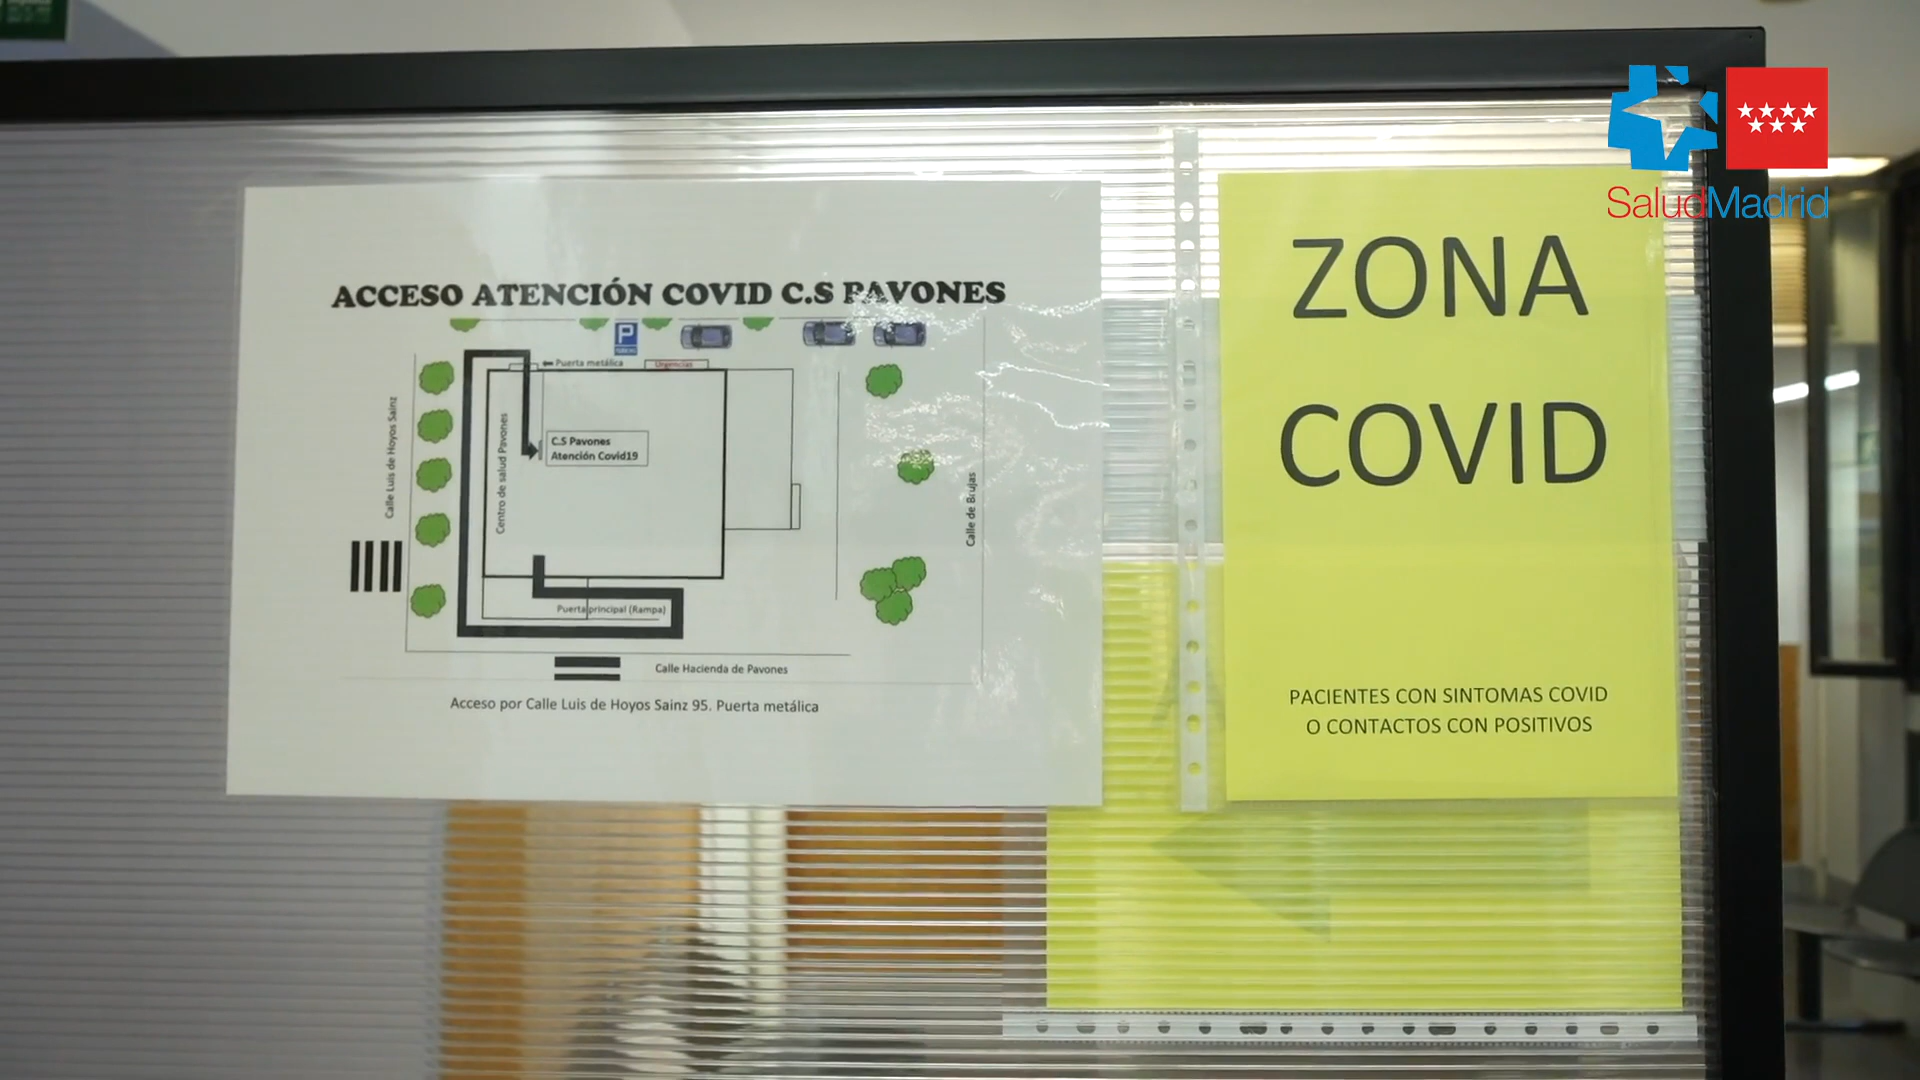 SaludMadrid
ACCESO ATENCIÓN COVID C.S PAVONES
P
Puerta metálica
Urgencias
Calle Luis de Hoyos Sainz
Centro de salud Pavones
C.S Pavones
Atención Covid19
Calle de Brujas
Puerta principal (Rampa)
Calle Hacienda de Pavones
Acceso por Calle Luis de Hoyos Sainz 95. Puerta metálica
ZONA
COVID
PACIENTES CON SINTOMAS COVID
O CONTACTOS CON POSITIVOS